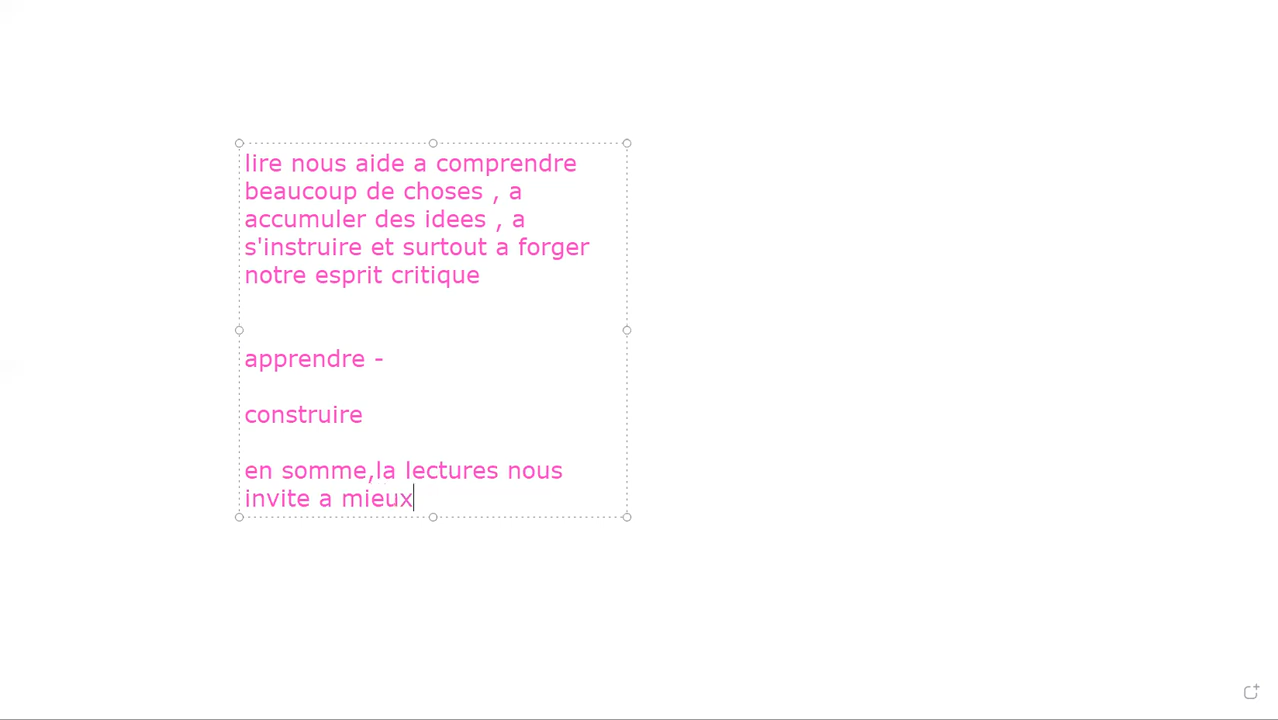 lire nous aide a comprendre
beaucoup de choses , a
accumuler des idees , a
s'instruire et surtout a forger
notre esprit critique
apprendre -
construire
en somme,la lectures nous
invite a mieux